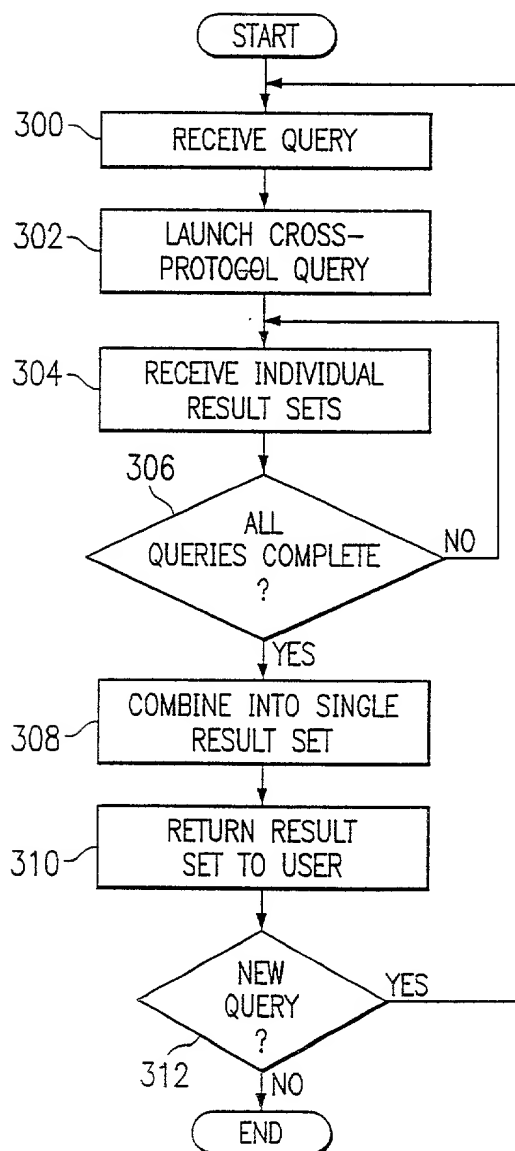 START
300
RECEIVE QUERY
302
LAUNCH CROSS-
PROTOCOL QUERY
304
RECEIVE INDIVIDUAL
RESULT SETS
306
ALL
QUERIES COMPLETE
?
NO
YES
308
COMBINE INTO SINGLE
RESULT SET
310
RETURN RESULT
SET TO USER
NEW
QUERY
?
YES
312
NO
END